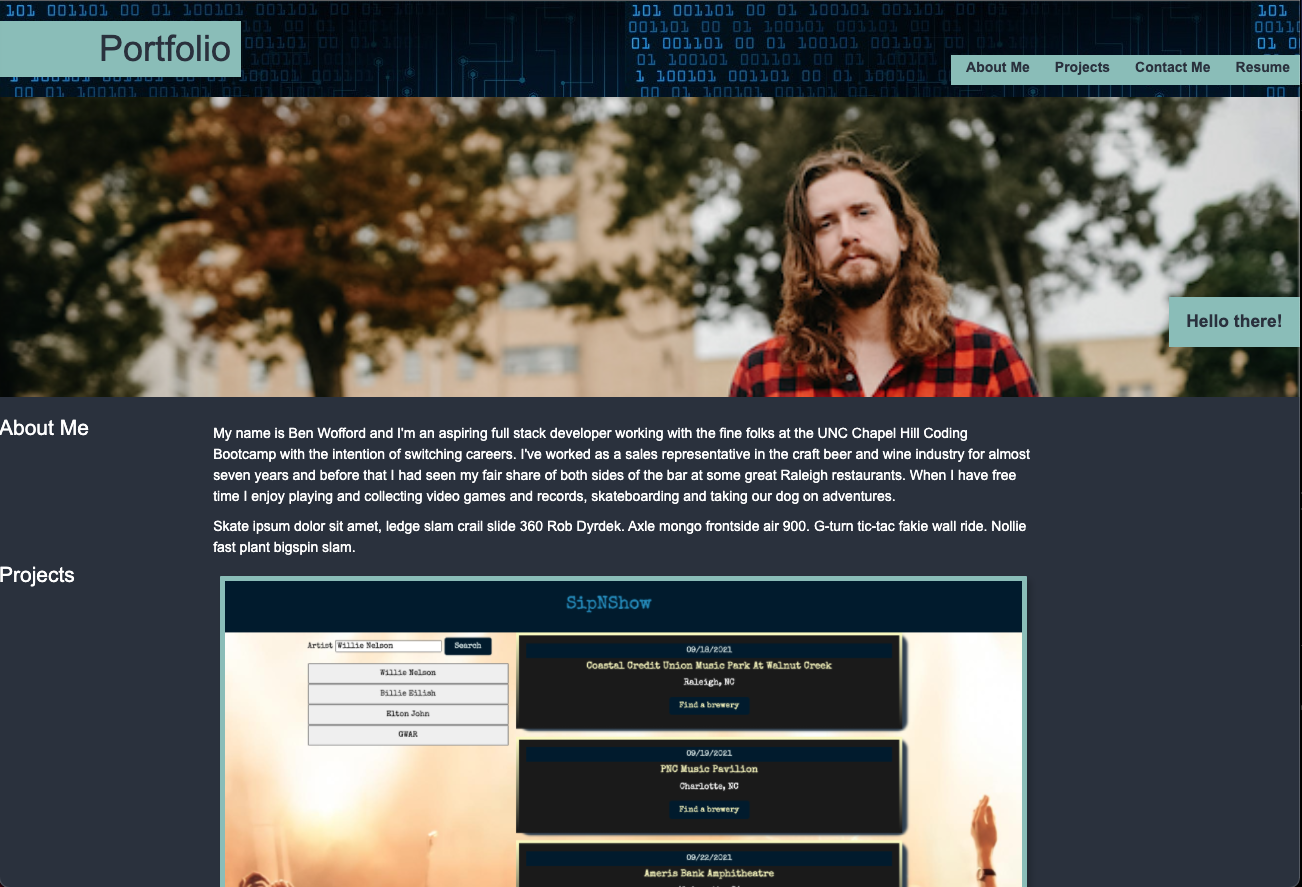 Portfolio
About Me Projects Contact Me Resume
Hello there!
About Me
My name is Ben Wofford and I'm an aspiring full stack developer working with the fine folks at the UNC Chapel Hill Coding
Bootcamp with the intention of switching careers. I've worked as a sales representative in the craft beer and wine industry for almost
seven years and before that I had seen my fair share of both sides of the bar at some great Raleigh restaurants. When I have free
time I enjoy playing and collecting video games and records, skateboarding and taking our dog on adventures.
Skate ipsum dolor sit amet, ledge slam crail slide 360 Rob Dyrdek. Axle mongo frontside air 900. G-turn tic-tac fakie wall ride. Nollie
fast plant bigspin slam.
Projects
SipNShow
Artist Willie Nelson Search
Willie Nelson
Billie Eilish
Elton John
GWAR
09/18/2021
Coastal Credit Union Music Park At Walnut Creek
Raleigh, NC
Find a brewery
09/19/2021
PNC Music Pavilion
Charlotte, NC
Find a brewery
09/22/2021
Ameris Bank Amphitheatre